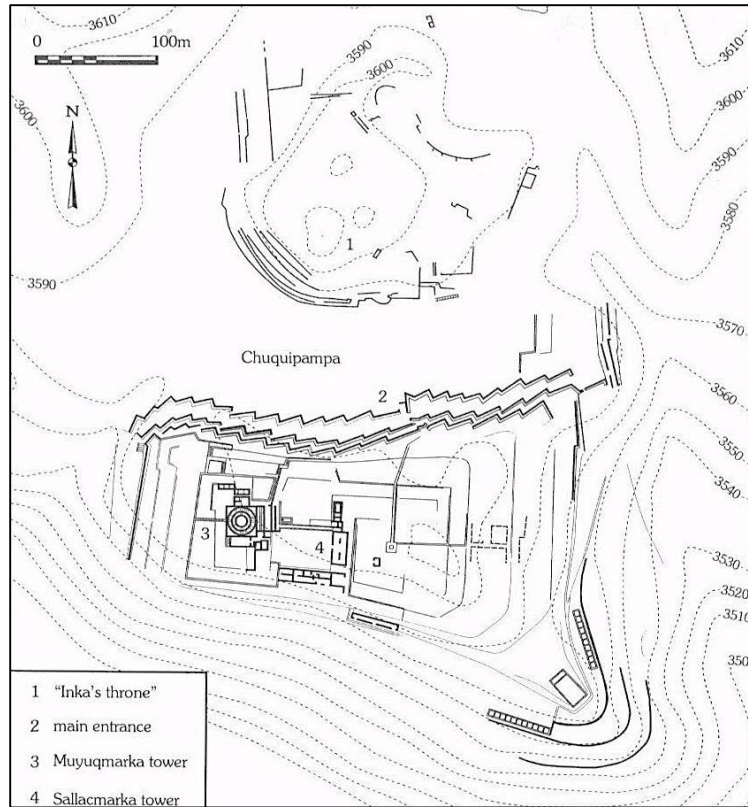 3610
0 100m
3590
3610
3600
3600
3600
N
3590
1
3580
3590
3570
Chuquipampa
2
3560
3550
3540
3
4
3530
3520
3510
1 "Inka's throne"
2 main entrance
3 Muyuqmarka tower
4 Sallacmarka tower